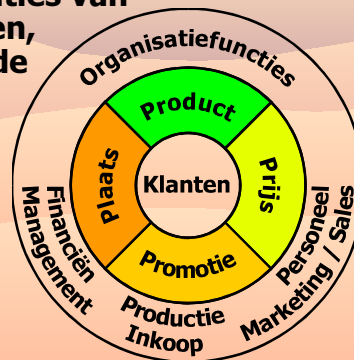 ties van
en,
de
Organisatiefuncties
Product
Plaats
Klanten
Prijs
Promotie
Financiën
Management
Productie
Inkoop
Personeel
Marketing / Sales